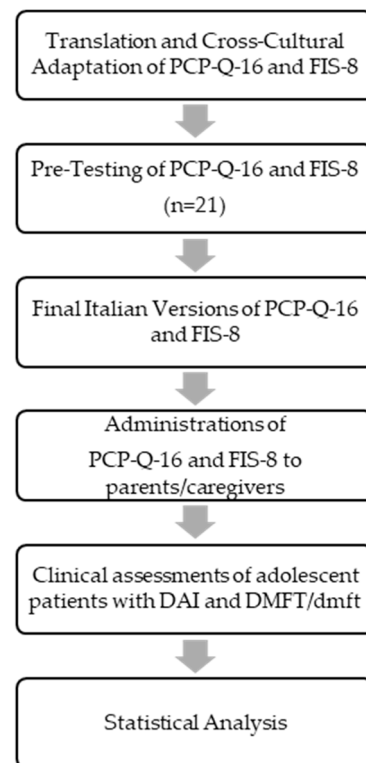 Translation and Cross-Cultural
Adaptation of PCP-Q-16 and FIS-8
Pre-Testing of PCP-Q-16 and FIS-8
(n=21)
Final Italian Versions of PCP-Q-16
and FIS-8
Administrations of
PCP-Q-16 and FIS-8 to
parents/caregivers
Clinical assessments of adolescent
patients with DAI and DMFT/dmft
Statistical Analysis